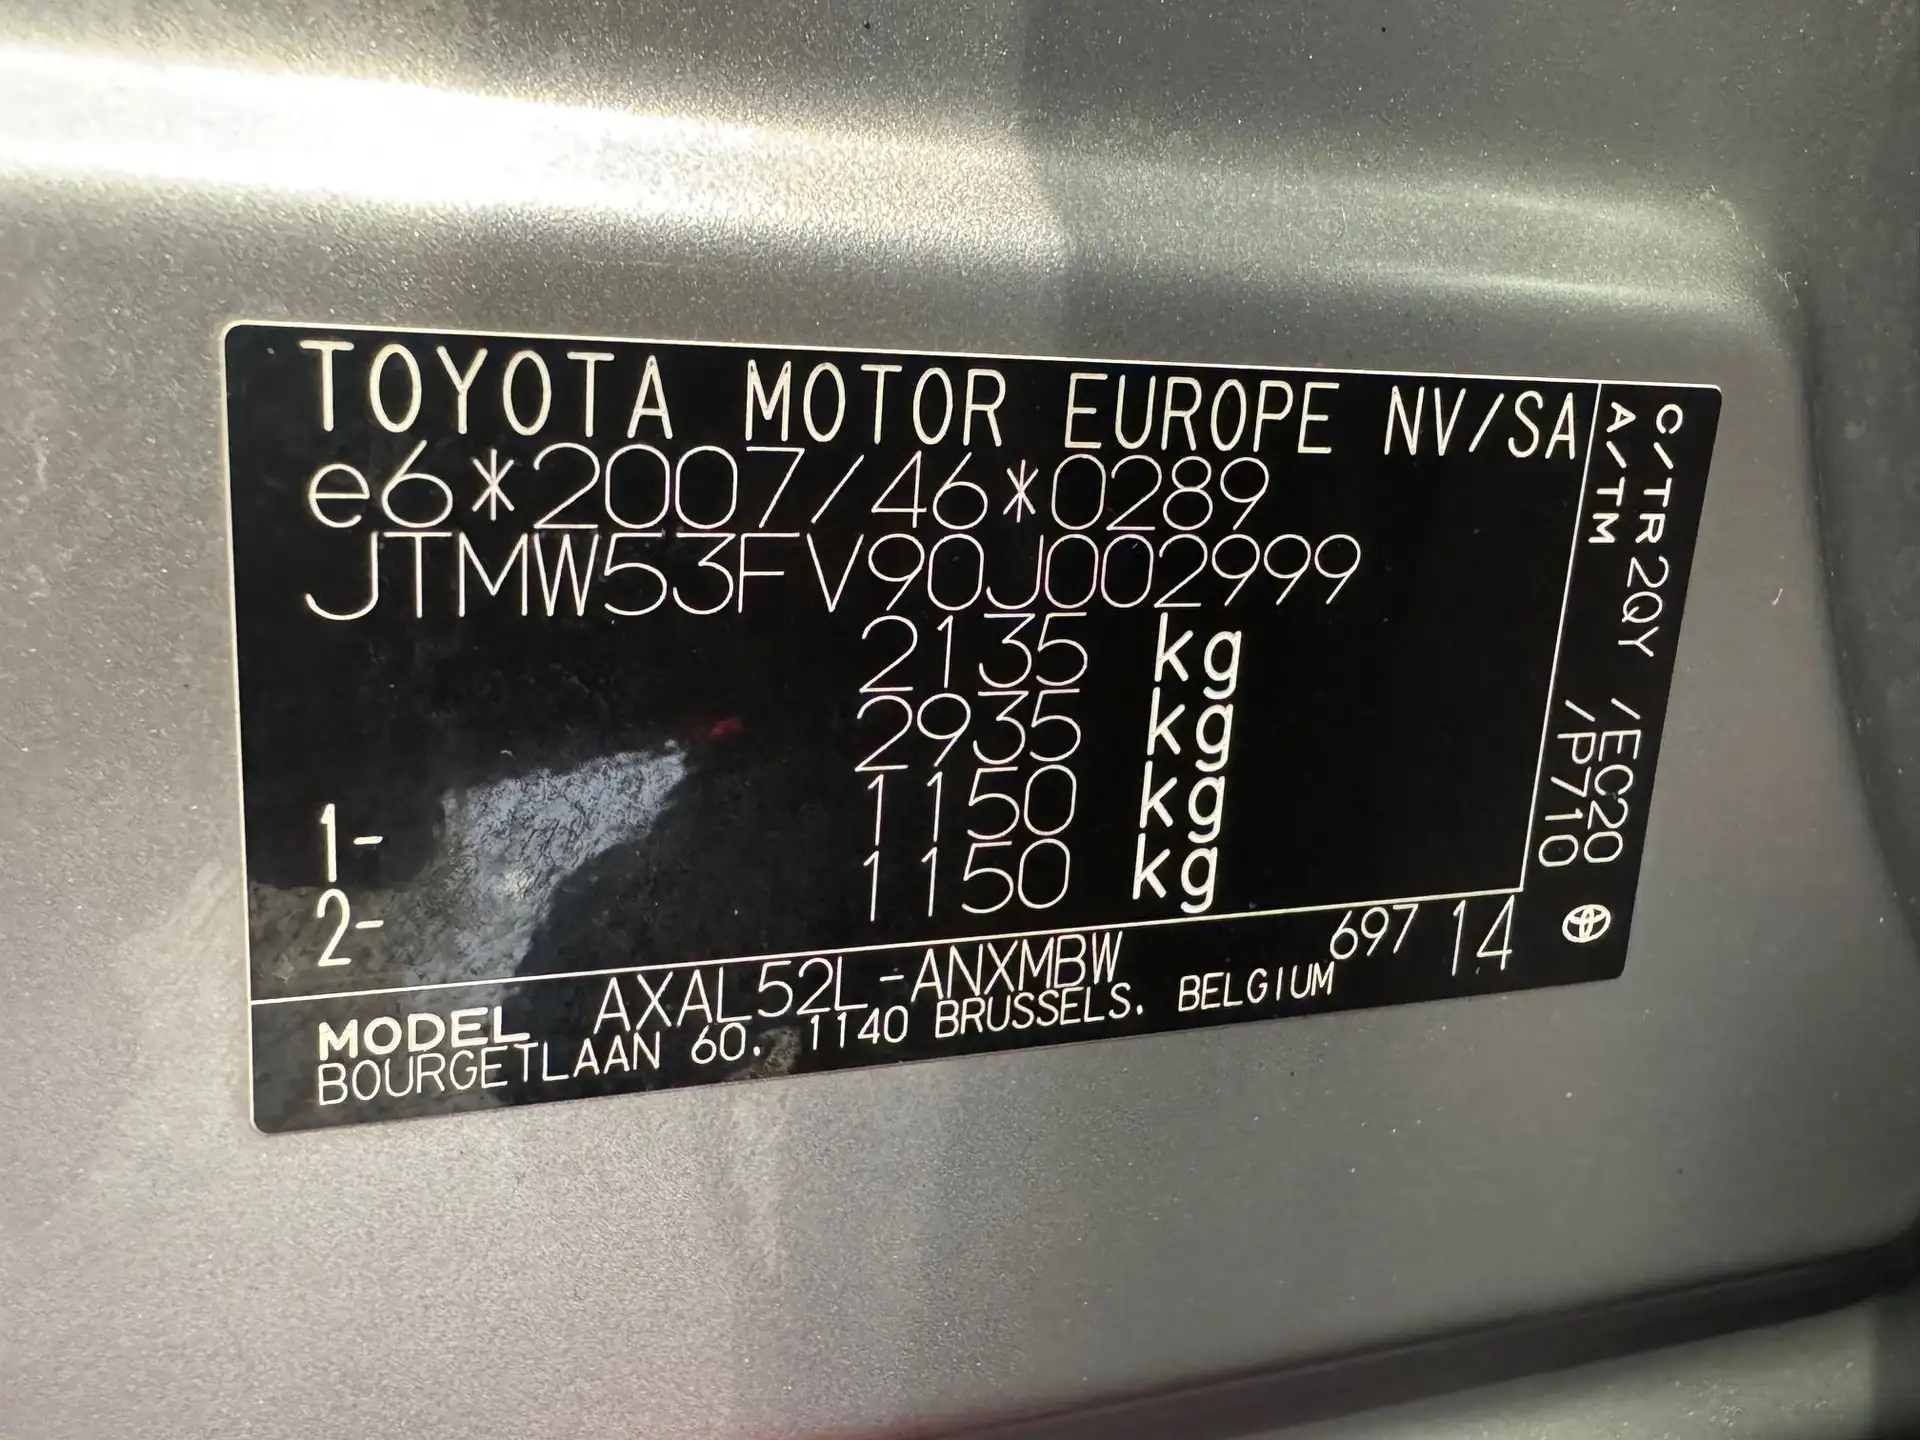 TOYOTA MOTOR EUROPE NV/SA
e6*2007/46*0289
JTMW53FV90J002999
2135 kg
2935 kg
1- 1150 kg
2- 1150 kg
MODEL AXAL52L-ANXMBW 697 14
BOURGETLAAN 60. 1140 BRUSSELS. BELGIUM
C/TR 2QY /EC20
A/TM /P710